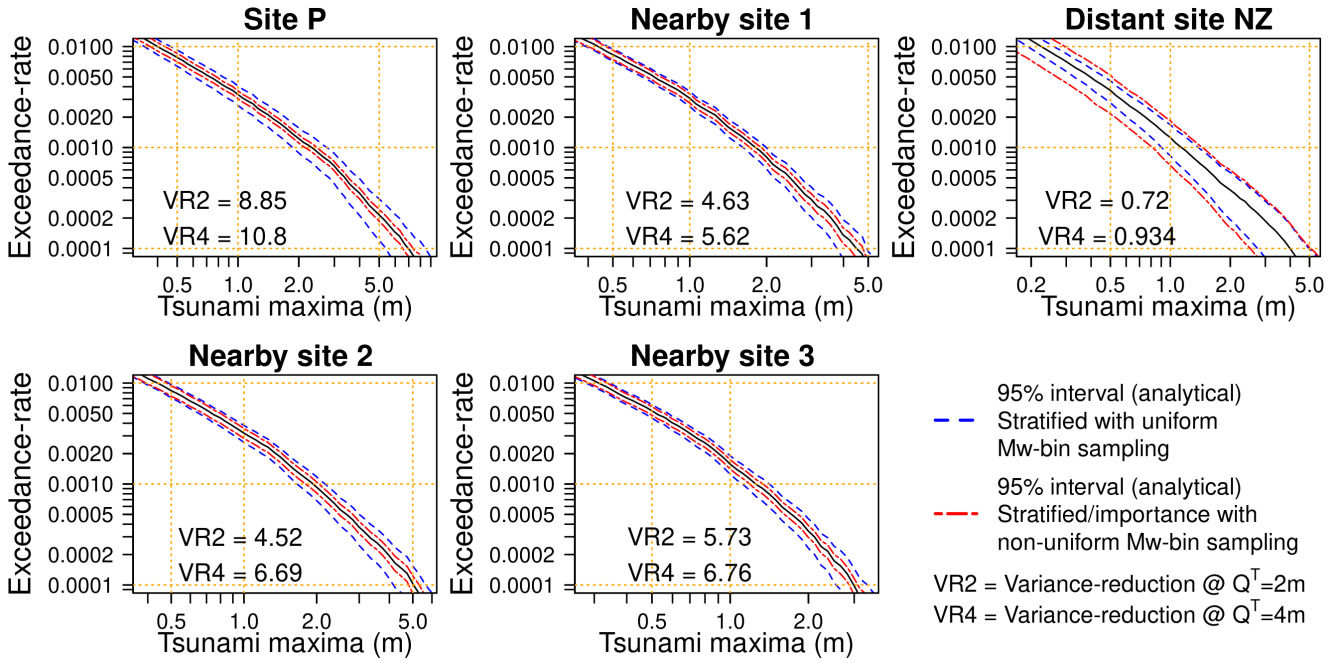 Site P
Exceedance-rate
0.0100
0.0050
0.0020
0.0010
0.0005
0.0002
0.0001
VR2 = 8.85
VR4 = 10.8
0.5
1.0
2.0
5.0
Tsunami maxima (m)
Nearby site 1
Exceedance-rate
0.0100
0.0050
0.0020
0.0010
0.0005
0.0002
0.0001
VR2 = 4.63
VR4 = 5.62
0.5
1.0
2.0
5.0
Tsunami maxima (m)
Distant site NZ
Exceedance-rate
0.0100
0.0050
0.0020
0.0010
0.0005
0.0002
0.0001
VR2 = 0.72
VR4 = 0.934
0.2
0.5
1.0
2.0
5.0
Tsunami maxima (m)
Nearby site 2
Exceedance-rate
0.0100
0.0050
0.0020
0.0010
0.0005
0.0002
0.0001
VR2 = 4.52
VR4 = 6.69
0.5
1.0
2.0
5.0
Tsunami maxima (m)
Nearby site 3
Exceedance-rate
0.0100
0.0050
0.0020
0.0010
0.0005
0.0002
0.0001
VR2 = 5.73
VR4 = 6.76
0.5
1.0
2.0
Tsunami maxima (m)
95% interval (analytical)
Stratified with uniform
Mw-bin sampling
95% interval (analytical)
Stratified/importance with
non-uniform Mw-bin sampling
VR2 = Variance-reduction @ Q^T=2m
VR4 = Variance-reduction @ Q^T=4m